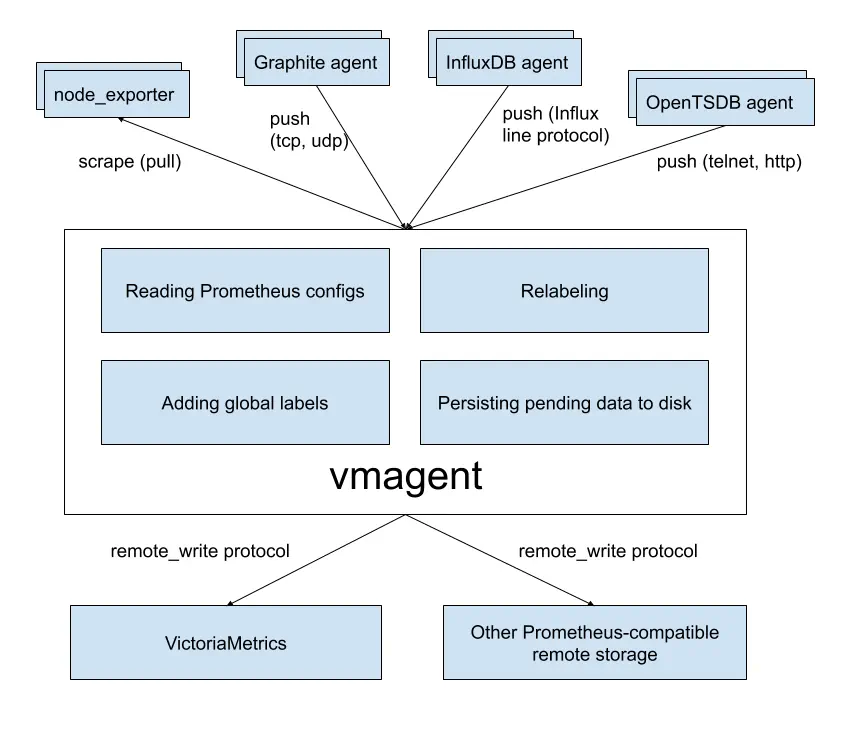 Graphite agent
InfluxDB agent
node_exporter
OpenTSDB agent
push
(tcp, udp)
push (Influx
line protocol)
scrape (pull)
push (telnet, http)
Reading Prometheus configs
Relabeling
Adding global labels
Persisting pending data to disk
vmagent
remote_write protocol
remote_write protocol
VictoriaMetrics
Other Prometheus-compatible
remote storage